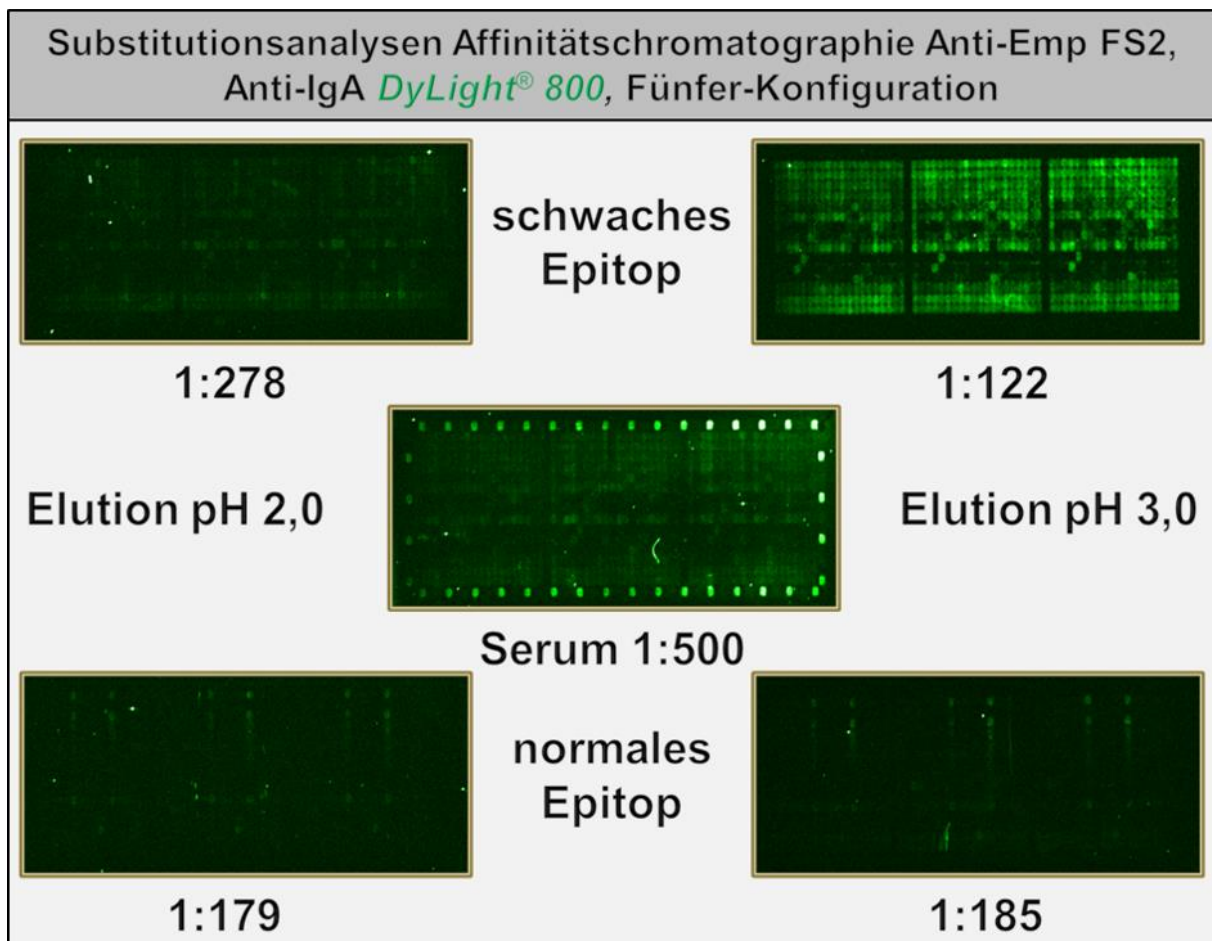 Substitutionsanalysen Affinitätschromatographie Anti-Emp FS2,
Anti-IgA DyLight® 800, Fünfer-Konfiguration
schwaches
Epitop
1:278
1:122
Elution pH 2,0
Elution pH 3,0
Serum 1:500
normales
Epitop
1:179
1:185